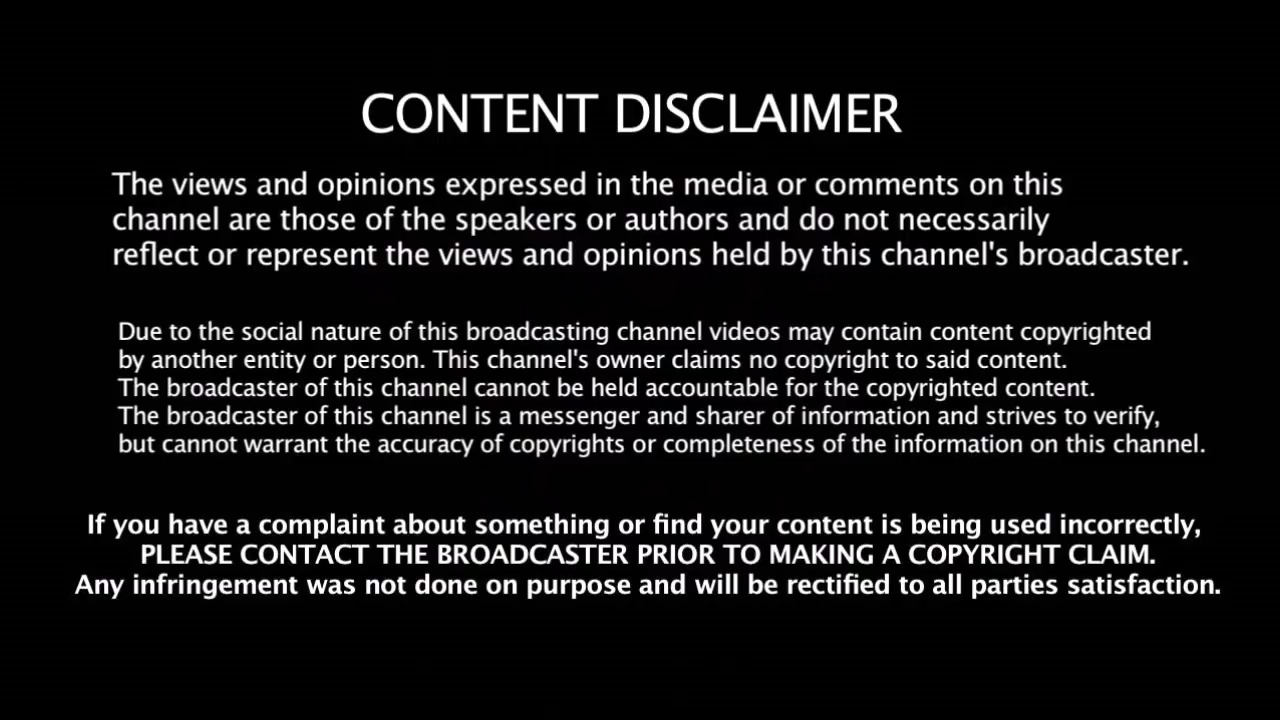 CONTENT DISCLAIMER
The views and opinions expressed in the media or comments on this
channel are those of the speakers or authors and do not necessarily
reflect or represent the views and opinions held by this channel's broadcaster.
Due to the social nature of this broadcasting channel videos may contain content copyrighted
by another entity or person. This channel's owner claims no copyright to said content.
The broadcaster of this channel cannot be held accountable for the copyrighted content.
The broadcaster of this channel is a messenger and sharer of information and strives to verify,
but cannot warrant the accuracy of copyrights or completeness of the information on this channel.
If you have a complaint about something or find your content is being used incorrectly,
PLEASE CONTACT THE BROADCASTER PRIOR TO MAKING A COPYRIGHT CLAIM.
Any infringement was not done on purpose and will be rectified to all parties satisfaction.